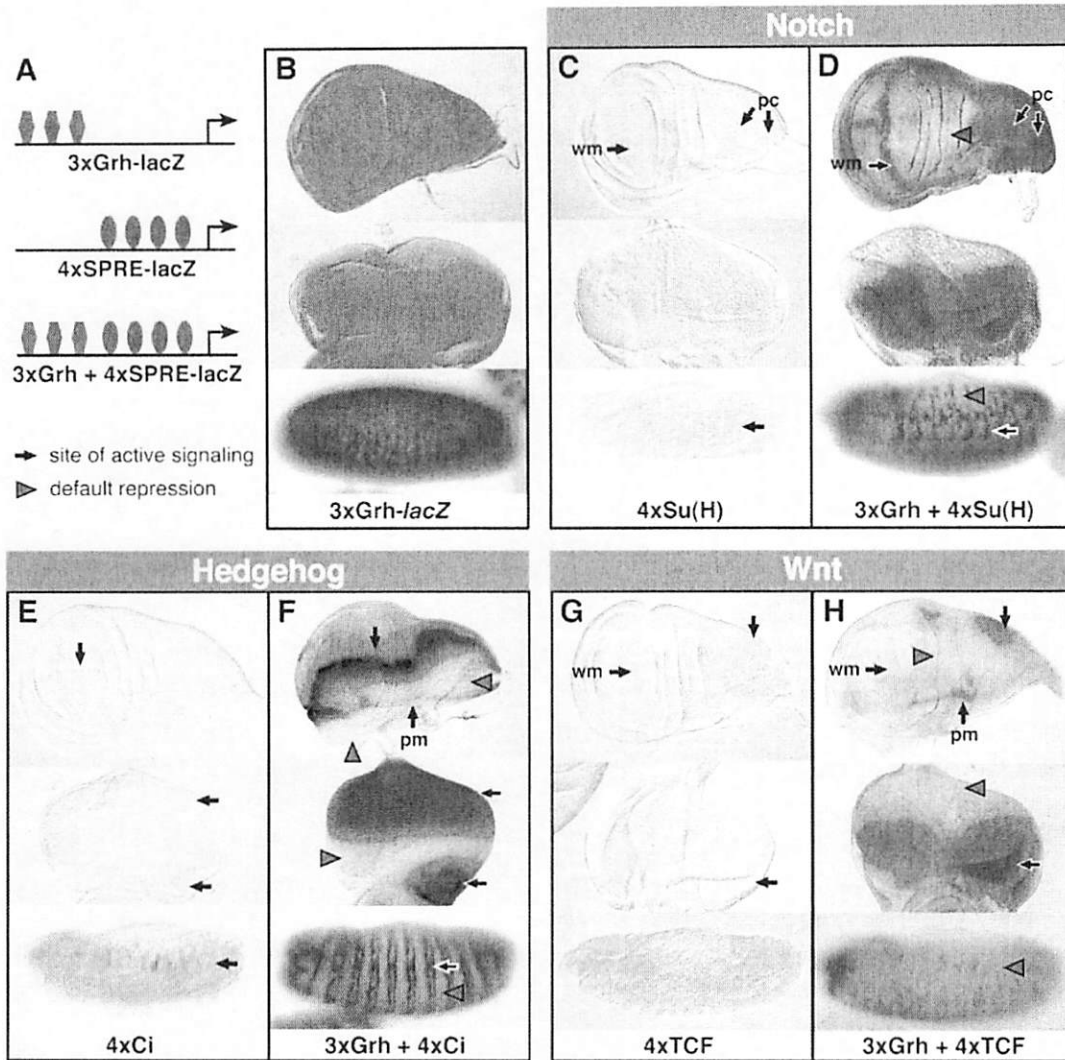 Notch
A
3xGrh-lacZ
4xSPRE-lacZ
3xGrh + 4xSPRE-lacZ
site of active signaling
default repression
B
3xGrh-lacZ
C
pc
wm
4xSu(H)
D
pc
wm
3xGrh + 4xSu(H)
Hedgehog
E
4xCi
F
pm
3xGrh + 4xCi
Wnt
G
wm
4xTCF
H
wm
pm
3xGrh + 4xTCF